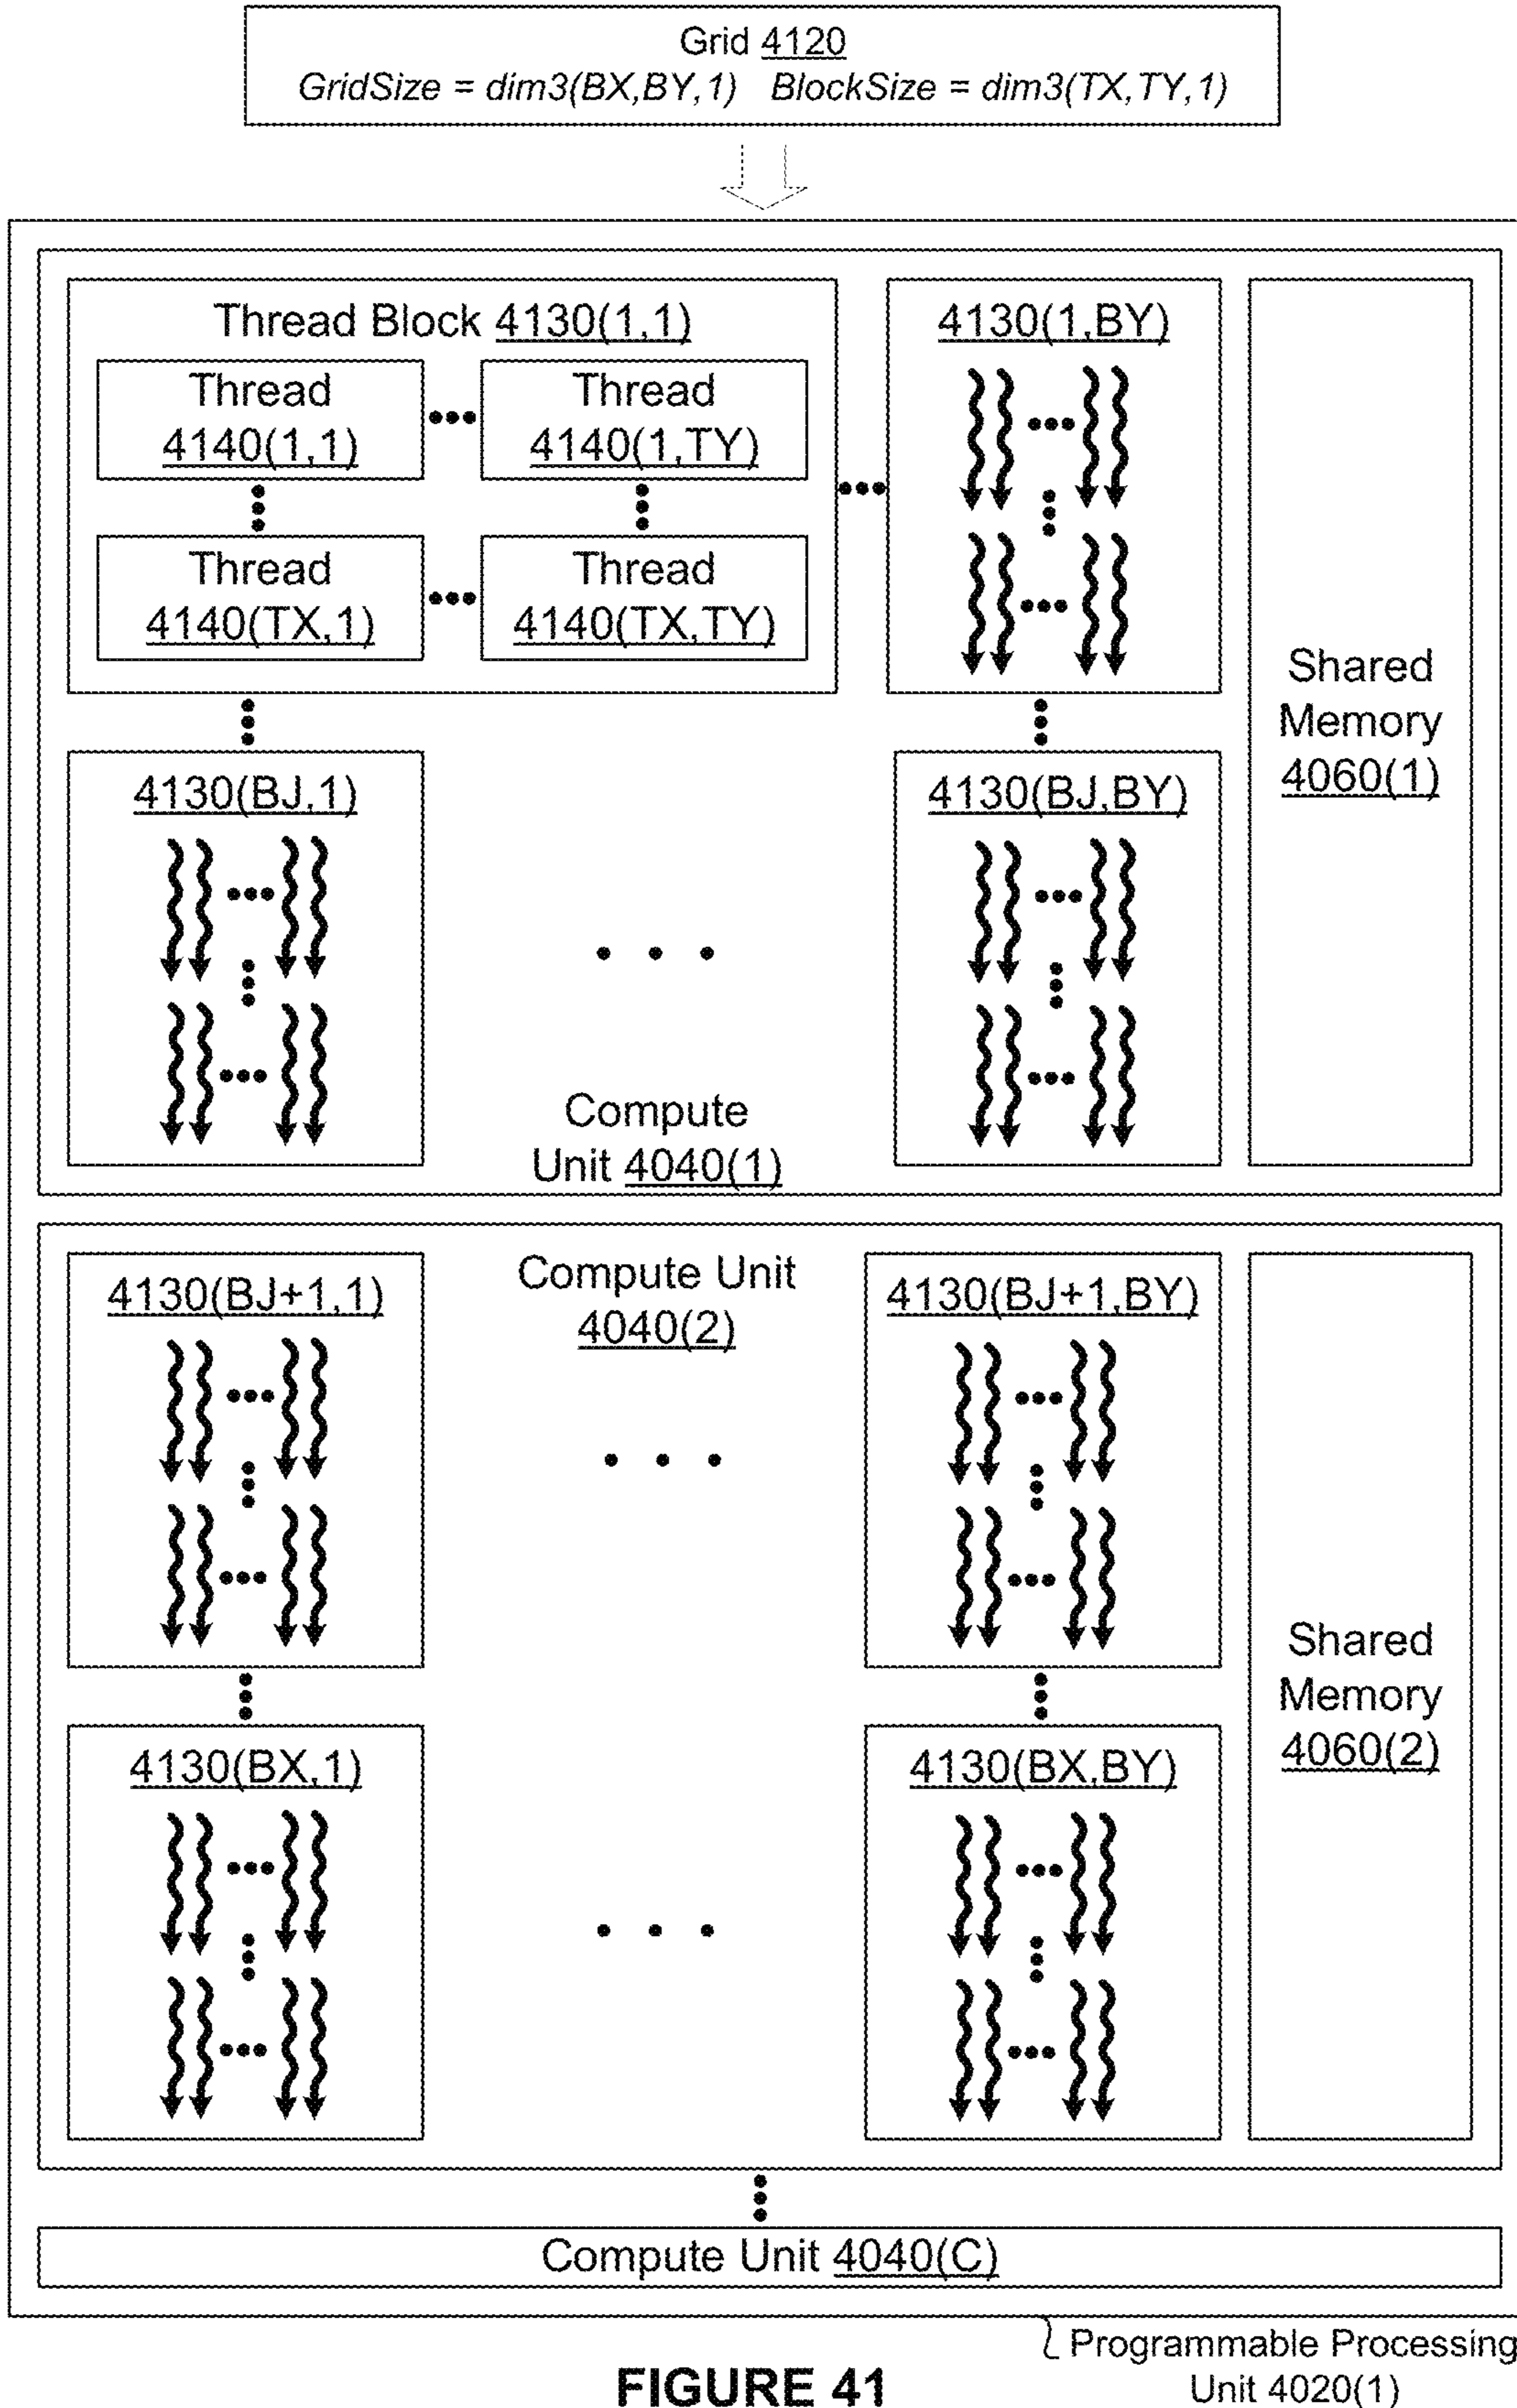 Grid 4120
GridSize = dim3(BX,BY,1) BlockSize = dim3(TX,TY,1)
Thread Block 4130(1,1)
Thread
4140(1,1)
Thread
4140(1,TY)
Thread
4140(TX,1)
Thread
4140(TX,TY)
4130(1,BY)
4130(BJ,1)
4130(BJ,BY)
Shared
Memory
4060(1)
Compute
Unit 4040(1)
4130(BJ+1,1)
Compute Unit
4040(2)
4130(BJ+1,BY)
4130(BX,1)
4130(BX,BY)
Shared
Memory
4060(2)
Compute Unit 4040(C)
Programmable Processing
Unit 4020(1)
FIGURE 41